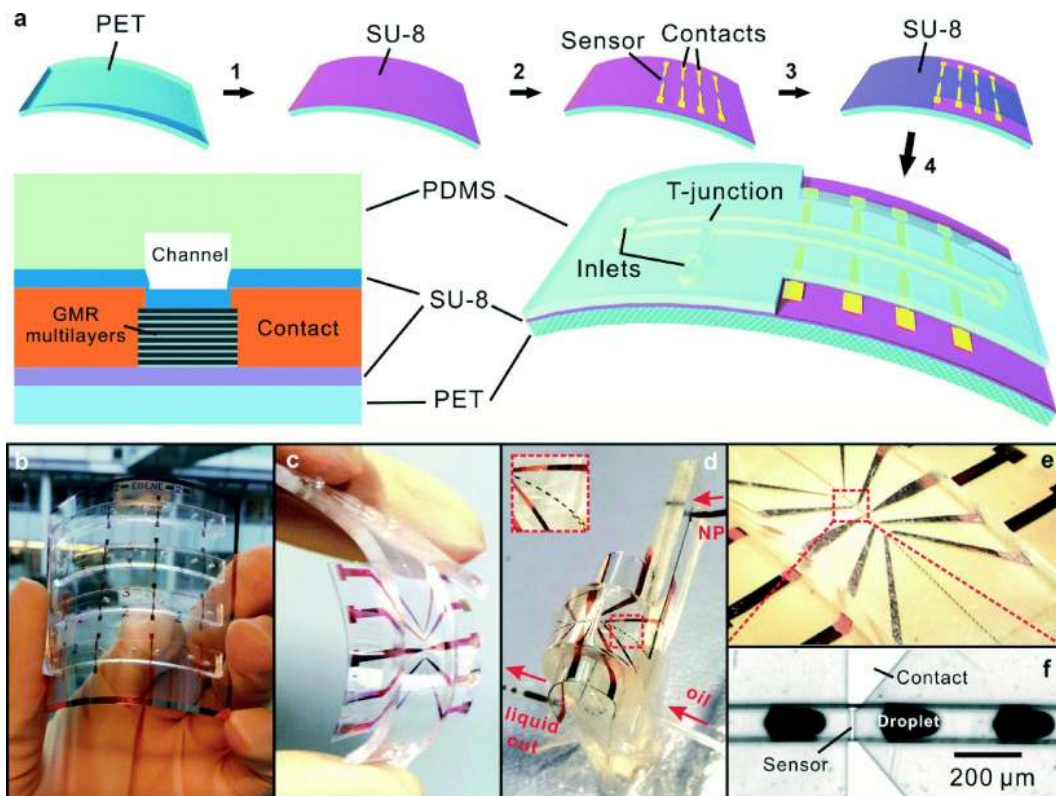 a
PET
1
SU-8
2
Sensor
Contacts
3
SU-8
4
PDMS
T-junction
Channel
Inlets
SU-8
GMR
multilayers
Contact
PET
b
EBENE
c
d
NP
oil
liquid
out
e
f
Contact
Droplet
Sensor
200 µm